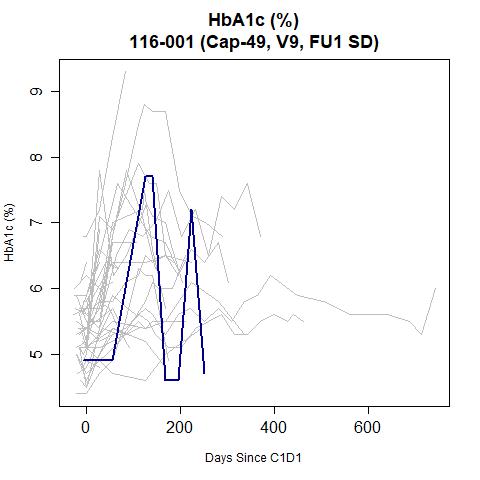 HbA1c (%)
116-001 (Cap-49, V9, FU1 SD)
HbA1c (%)
9
8
7
6
5
0 200 400 600
Days Since C1D1